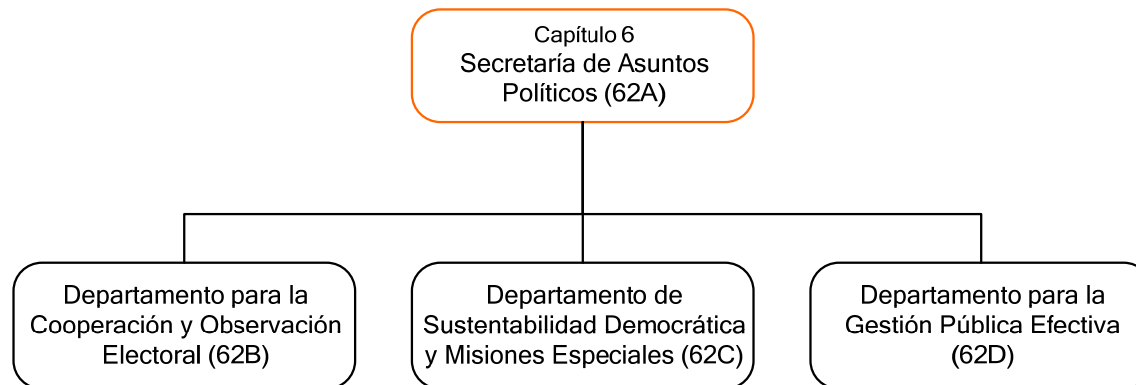 Capítulo 6
Secretaría de Asuntos
Políticos (62A)
Departamento para la
Cooperación y Observación
Electoral (62B)
Departamento de
Sustentabilidad Democrática
y Misiones Especiales (62C)
Departamento para la
Gestión Pública Efectiva
(62D)